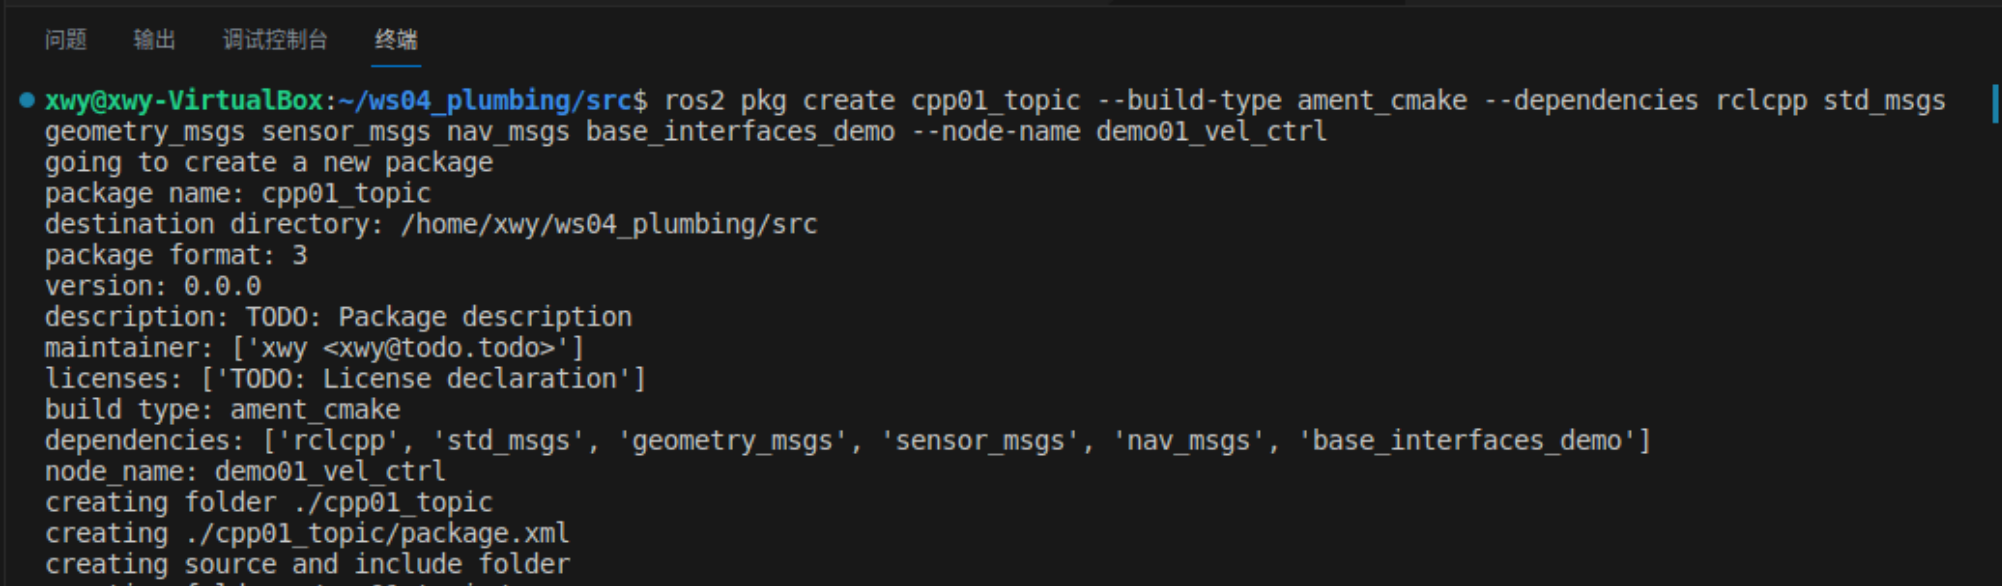 问题 输出 调试控制台 终端
xwy@xwy-VirtualBox:~/ws04_plumbing/src$ ros2 pkg create cpp01_topic --build-type ament_cmake --dependencies rclcpp std_msgs
geometry_msgs sensor_msgs nav_msgs base_interfaces_demo --node-name demo01_vel_ctrl
going to create a new package
package name: cpp01_topic
destination directory: /home/xwy/ws04_plumbing/src
package format: 3
version: 0.0.0
description: TODO: Package description
maintainer: ['xwy <xwy@todo.todo>']
licenses: ['TODO: License declaration']
build type: ament_cmake
dependencies: ['rclcpp', 'std_msgs', 'geometry_msgs', 'sensor_msgs', 'nav_msgs', 'base_interfaces_demo']
node_name: demo01_vel_ctrl
creating folder ./cpp01_topic
creating ./cpp01_topic/package.xml
creating source and include folder